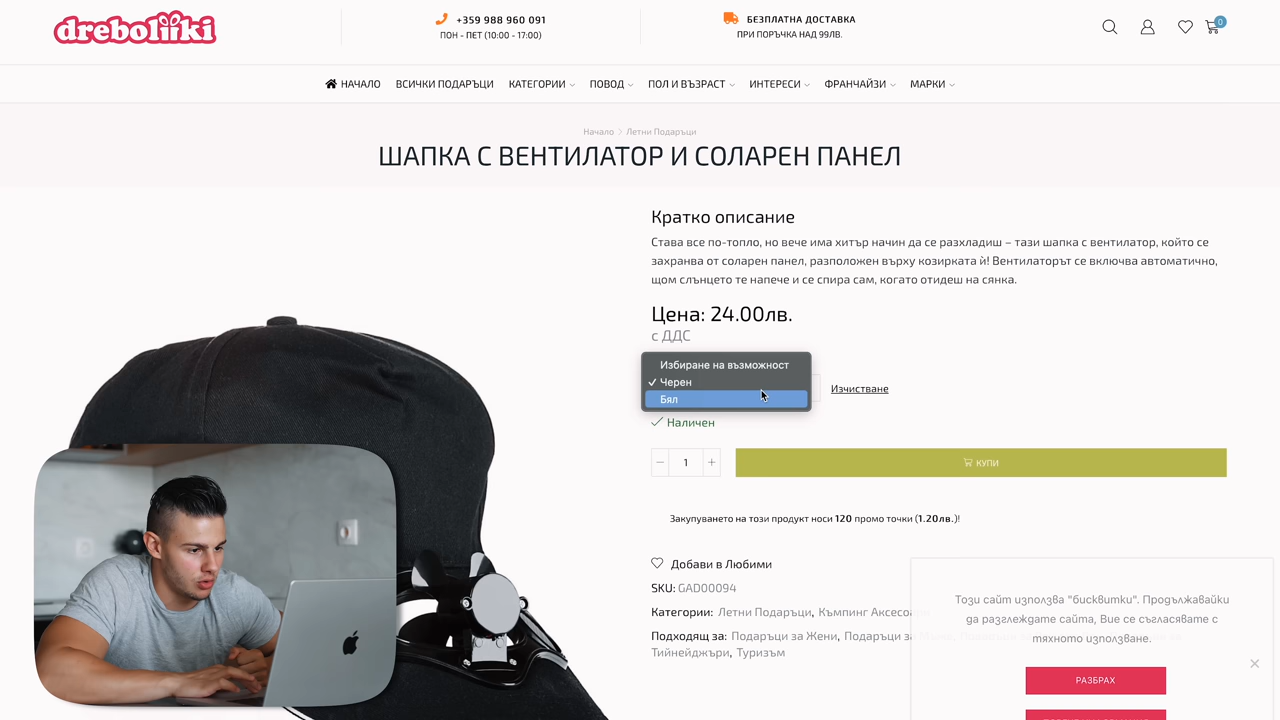 dreboliiki
+359 988 960 091
ПОН - ПЕТ (10:00 - 17:00)
БЕЗПЛАТНА ДОСТАВКА
ПРИ ПОРЪЧКА НАД 99ЛВ.
0
НАЧАЛО ВСИЧКИ ПОДАРЪЦИ КАТЕГОРИИ ПОВОД ПОЛ И ВЪЗРАСТ ИНТЕРЕСИ ФРАНЧАЙЗИ МАРКИ
Начало > Летни Подаръци
ШАПКА С ВЕНТИЛАТОР И СОЛАРЕН ПАНЕЛ
Кратко описание
Става все по-топло, но вече има хитър начин да се разхладиш – тази шапка с вентилатор, който се
захранва от соларен панел, разположен върху козирката ѝ! Вентилаторът се включва автоматично,
щом слънцето те напече и се спира сам, когато отидеш на сянка.
Цена: 24.00лв.
с ДДС
Избиране на възможност
✓ Черен
Бял
Изчистване
Наличен
− 1 +
КУПИ
Закупуването на този продукт носи 120 промо точки (1.20лв.)!
Добави в Любими
SKU: GAD00094
Категории: Летни Подаръци, Къмпинг Аксесоари
Подходящ за: Подаръци за Жени, Подаръци за Мъже,
Тийнейджъри, Туризъм
Този сайт използва "бисквитки". Продължавайки
да разглеждате сайта, Вие се съгласявате с
тяхното използване.
РАЗБРАХ